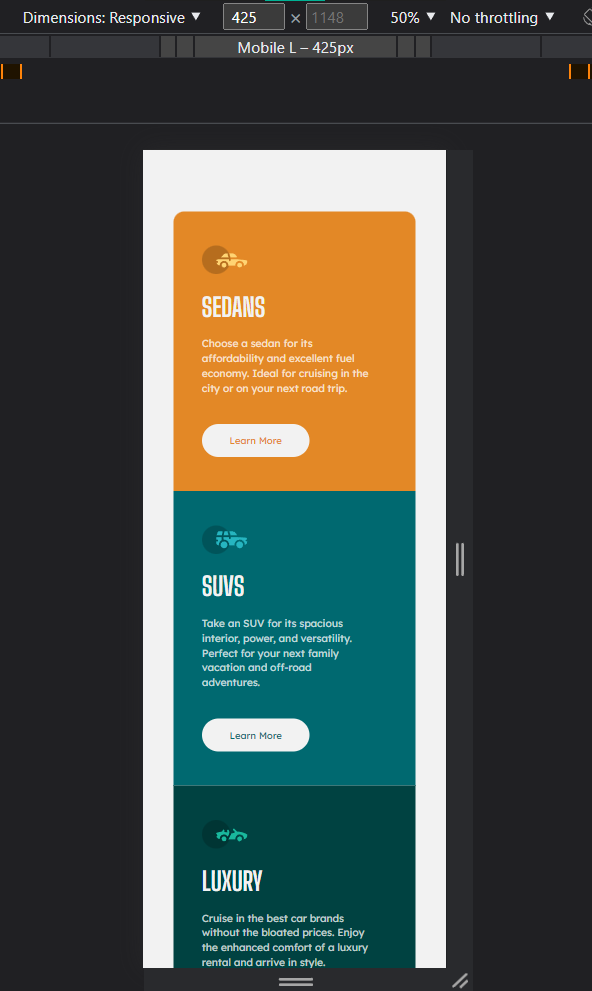 Dimensions: Responsive ▼ 425 × 1148 50% ▼ No throttling ▼
Mobile L – 425px
SEDANS
Choose a sedan for its
affordability and excellent fuel
economy. Ideal for cruising in the
city or on your next road trip.
Learn More
SUVS
Take an SUV for its spacious
interior, power, and versatility.
Perfect for your next family
vacation and off-road
adventures.
Learn More
LUXURY
Cruise in the best car brands
without the bloated prices. Enjoy
the enhanced comfort of a luxury
rental and arrive in style.